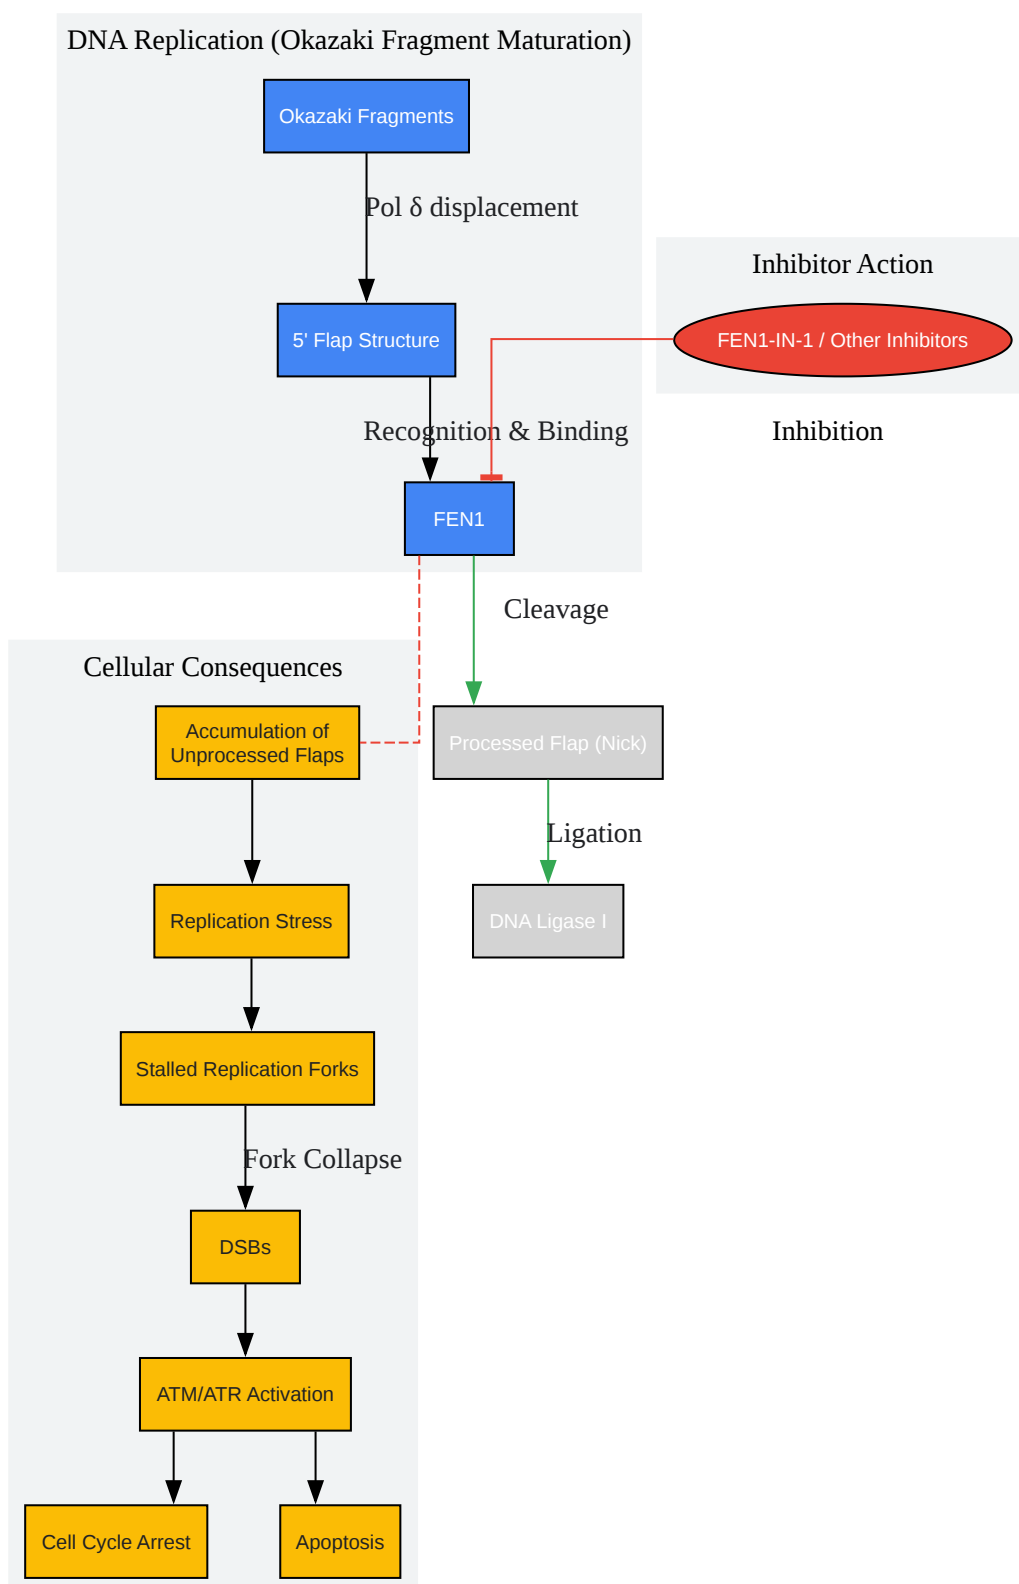 DNA Replication (Okazaki Fragment Maturation)
Okazaki Fragments
Pol δ displacement
Inhibitor Action
5' Flap Structure
FEN1-IN-1 / Other Inhibitors
Recognition & Binding
Inhibition
FEN1
Cleavage
Cellular Consequences
Accumulation of
Unprocessed Flaps
Processed Flap (Nick)
Ligation
Replication Stress
DNA Ligase I
Stalled Replication Forks
Fork Collapse
DSBs
ATM/ATR Activation
Cell Cycle Arrest
Apoptosis